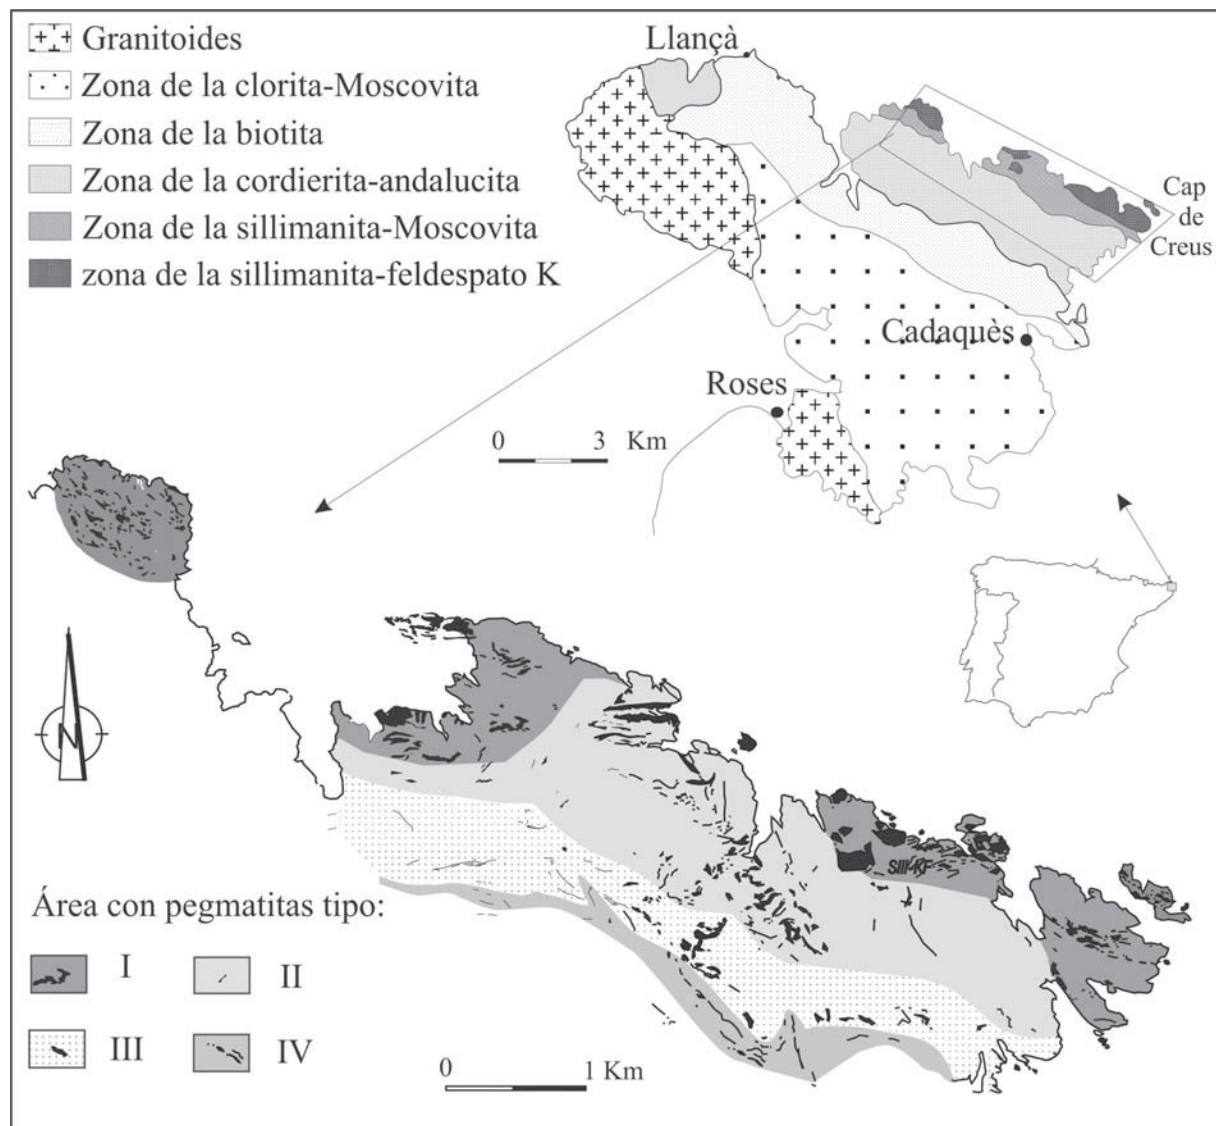 Granitoides
Zona de la clorita-Moscovita
Zona de la biotita
Zona de la cordierita-andalucita
Zona de la sillimanita-Moscovita
zona de la sillimanita-feldespato K
Llançà
Cap
de
Creus
Cadaquès
Roses
0 3 Km
N
SIII-KF
Área con pegmatitas tipo:
I II
III IV
0 1 Km